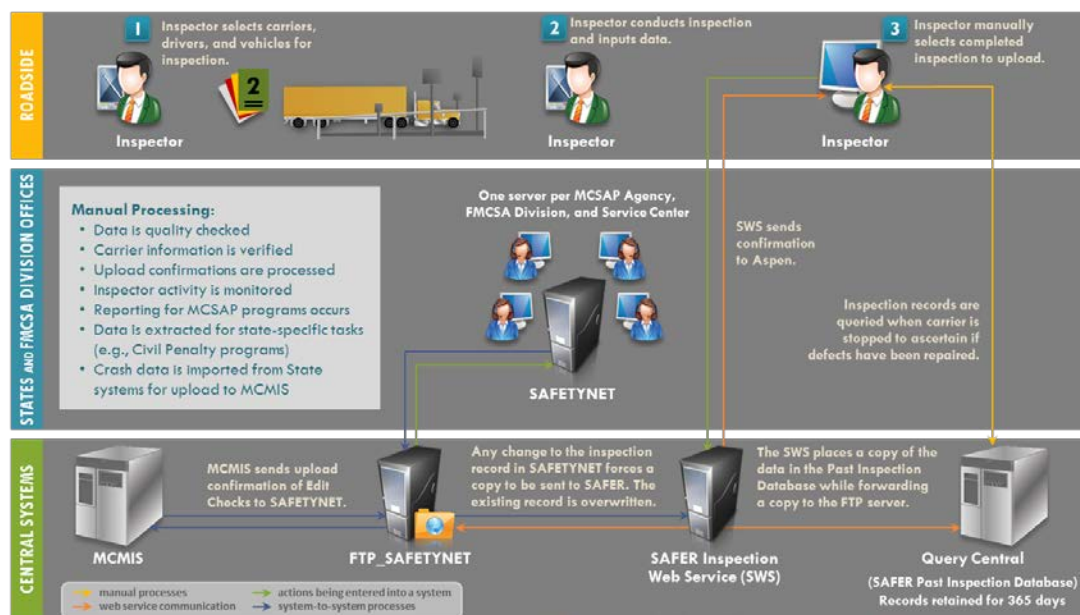 ROADSIDE
1
Inspector selects carriers,
drivers, and vehicles for
inspection.
2
Inspector
2
Inspector conducts inspection
and inputs data.
Inspector
3
Inspector manually
selects completed
inspection to upload.
Inspector
STATES AND FMCSA DIVISION OFFICES
Manual Processing:
• Data is quality checked
• Carrier information is verified
• Upload confirmations are processed
• Inspector activity is monitored
• Reporting for MCSAP programs occurs
• Data is extracted for state-specific tasks
(e.g., Civil Penalty programs)
• Crash data is imported from State
systems for upload to MCMIS
One server per MCSAP Agency,
FMCSA Division, and Service Center
SAFETYNET
SWS sends
confirmation
to Aspen.
Inspection records are
queried when carrier is
stopped to ascertain if
defects have been repaired.
CENTRAL SYSTEMS
MCMIS
MCMIS sends upload
confirmation of Edit
Checks to SAFETYNET.
FTP_SAFETYNET
Any change to the inspection
record in SAFETYNET forces a
copy to be sent to SAFER. The
existing record is overwritten.
SAFER Inspection
Web Service (SWS)
The SWS places a copy of the
data in the Past Inspection
Database while forwarding
a copy to the FTP server.
Query Central
(SAFER Past Inspection Database)
Records retained for 365 days
manual processes
actions being entered into a system
web service communication
system-to-system processes